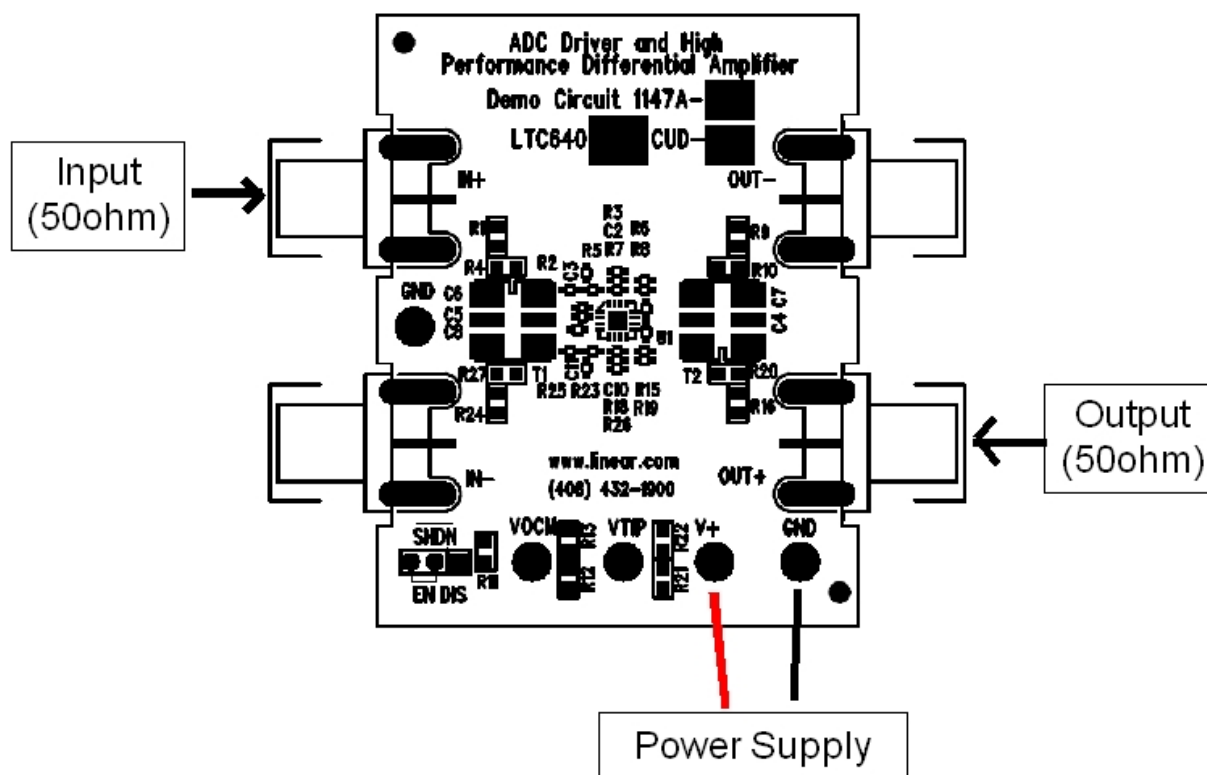 ADC Driver and High
Performance Differential Amplifier
Demo Circuit 1147A-
LTC640 CUD-
Input
(50ohm)
IN+
OUT-
R3
C2 R6
R1 R5 R7 R8 R9
R4 R2 C3 R10
GND C6
C5
C8
C7
C4
U1
R27 T1 T2 R20
R24 R25 R23 C10 R15 R16
R18 R19
R26
Output
(50ohm)
IN-
www.linear.com
(408) 432-1900
OUT+
SHDN VOCM R13 VTIP R22 V+ GND
R11 R12 R21
EN DIS
Power Supply